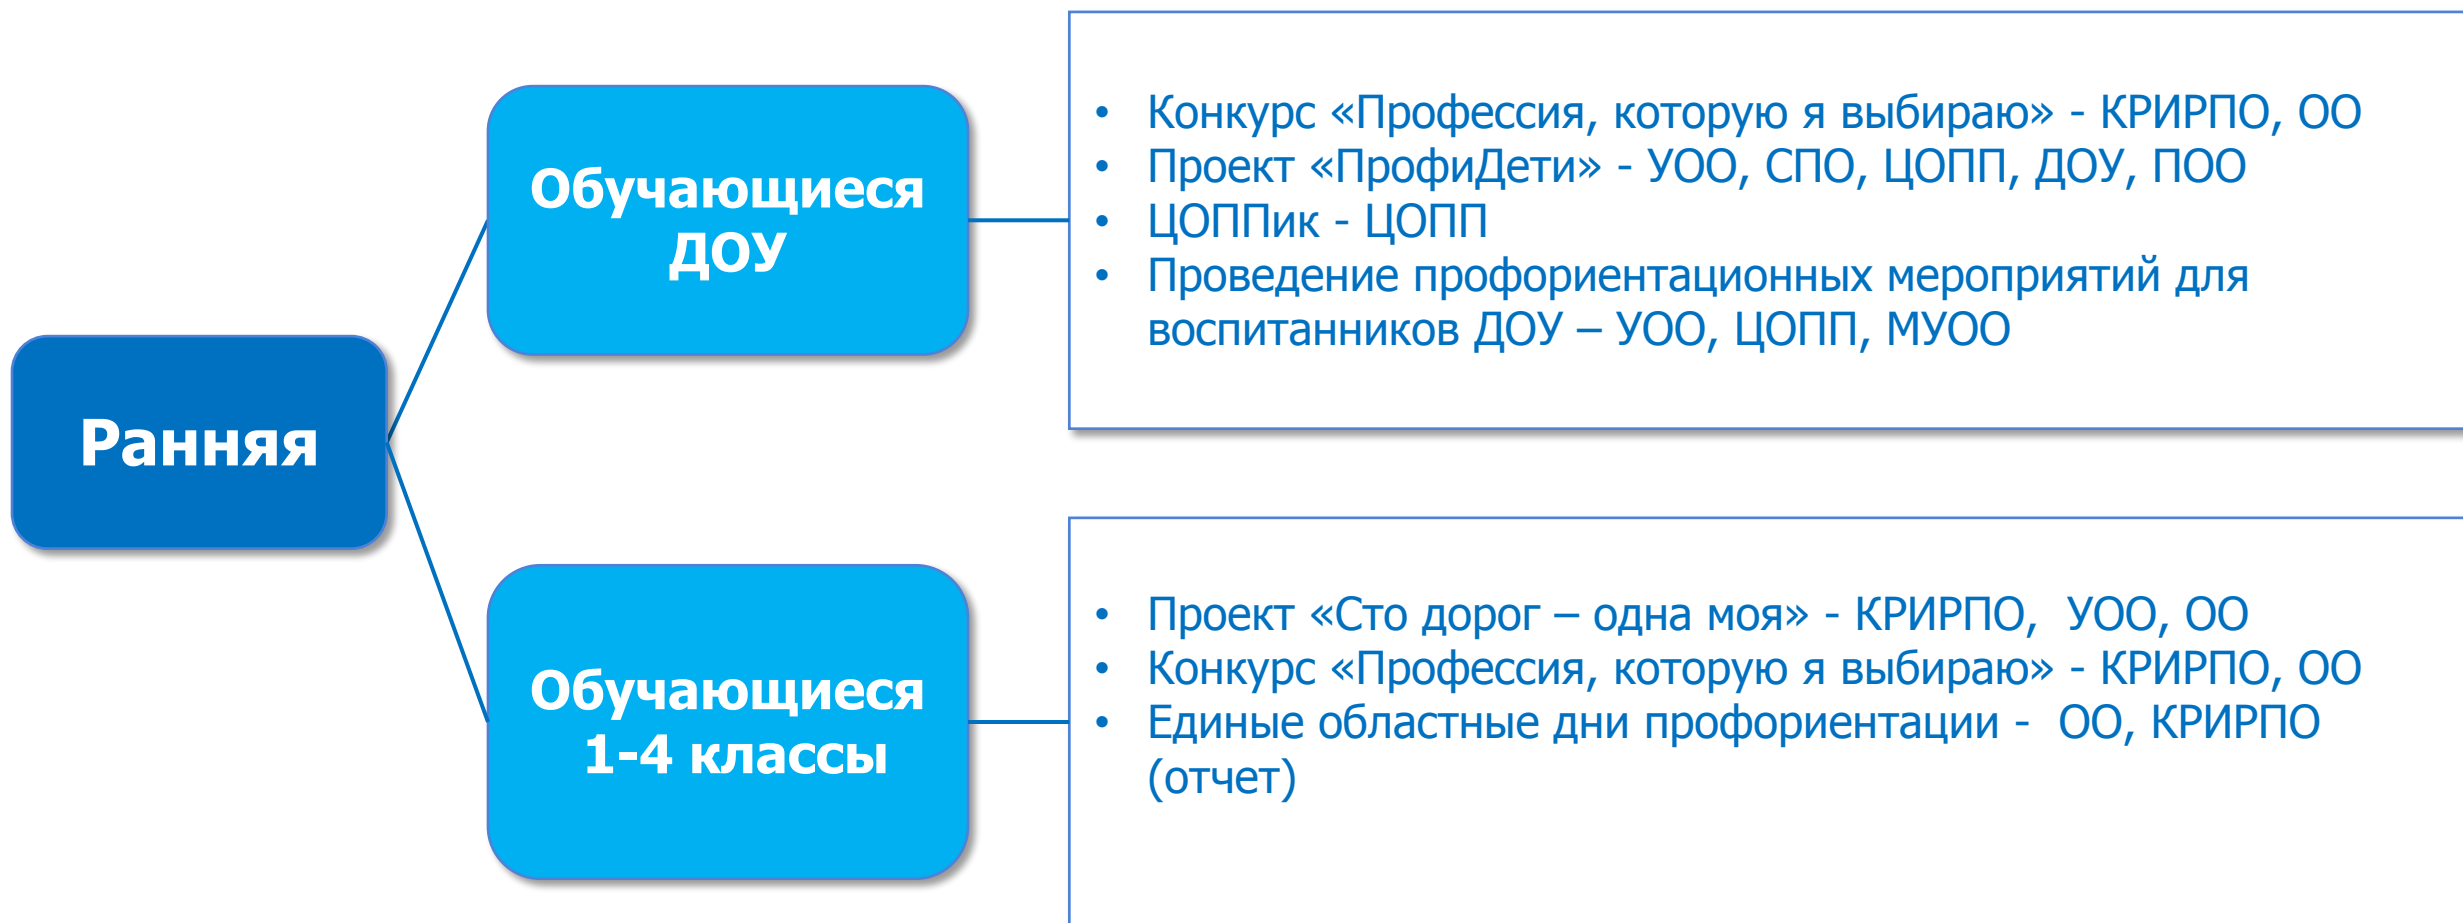 Ранняя
Обучающиеся
ДОУ
• Конкурс «Профессия, которую я выбираю» - КРИРПО, ОО
• Проект «ПрофиДети» - УОО, СПО, ЦОПП, ДОУ, ПОО
• ЦОППик - ЦОПП
• Проведение профориентационных мероприятий для
воспитанников ДОУ – УОО, ЦОПП, МУОО
Обучающиеся
1-4 классы
• Проект «Сто дорог – одна моя» - КРИРПО, УОО, ОО
• Конкурс «Профессия, которую я выбираю» - КРИРПО, ОО
• Единые областные дни профориентации - ОО, КРИРПО
(отчет)